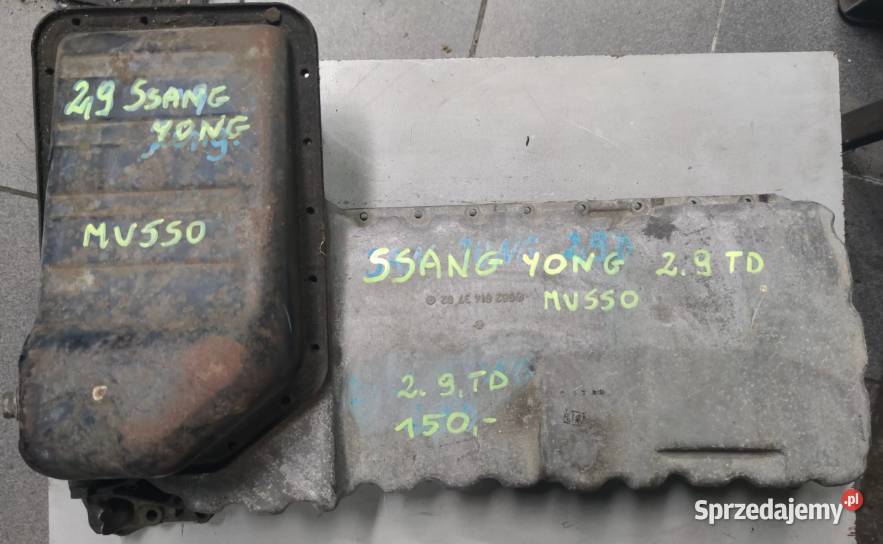 2,9 SSANG
YONG
MUSSO
SSANG YONG 2.9 TD
MUSSO
2.9.TD
150,-
Sprzedajemy.pl